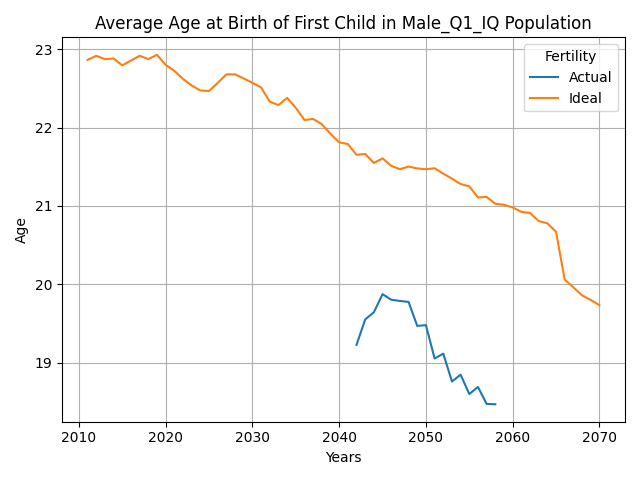 Average Age at Birth of First Child in Male_Q1_IQ Population
Fertility
Actual
Ideal
Age
23
22
21
20
19
2010 2020 2030 2040 2050 2060 2070
Years